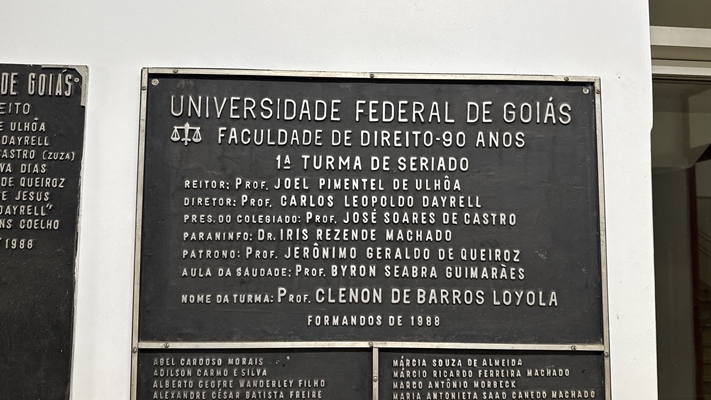 DE GOIÁS
EITO
E ULHÔA
DAYRELL
CASTRO (ZUZA)
VA DIAS
DE QUEIROZ
E JESUS
DAYRELL"
NS COELHO
1988
UNIVERSIDADE FEDERAL DE GOIÁS
FACULDADE DE DIREITO-90 ANOS
1ª TURMA DE SERIADO
REITOR: PROF. JOEL PIMENTEL DE ULHÔA
DIRETOR: PROF. CARLOS LEOPOLDO DAYRELL
PRES. DO COLEGIADO: PROF. JOSÉ SOARES DE CASTRO
PARANINFO: DR. IRIS REZENDE MACHADO
PATRONO: PROF. JERÔNIMO GERALDO DE QUEIROZ
AULA DA SAUDADE: PROF. BYRON SEABRA GUIMARÃES
NOME DA TURMA: PROF. CLENON DE BARROS LOYOLA
FORMANDOS DE 1988
ABEL CARDOSO MORAIS
ADILSON CARMO E SILVA
ALBERTO GEOFRE WANDERLEY FILHO
ALEXANDRE CÉSAR BATISTA FREIRE
MÁRCIA SOUZA DE ALMEIDA
MÁRCIO RICARDO FERREIRA MACHADO
MARCO ANTÔNIO MORBECK
MARIA ANTONIETA SAAD CANEDO MACHADO